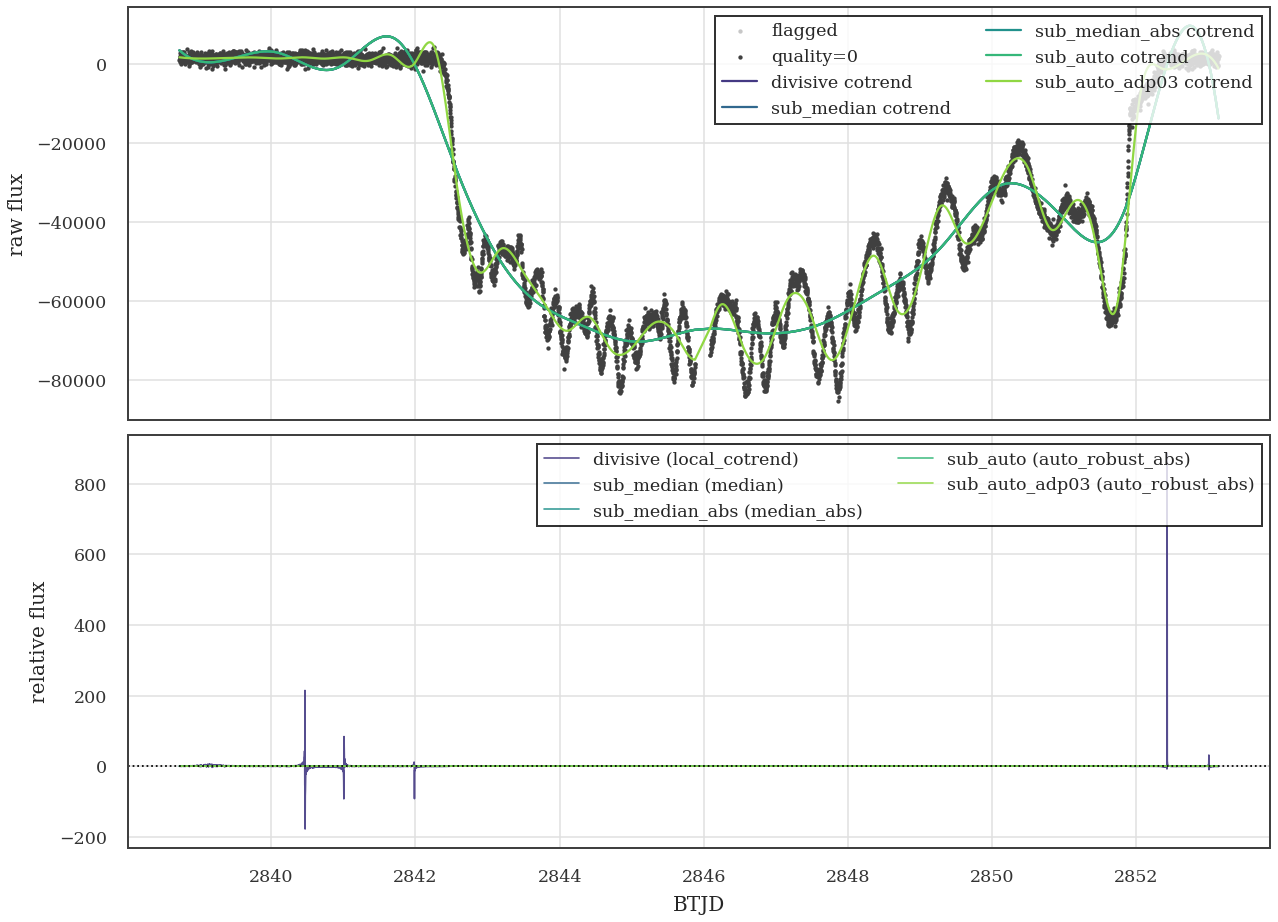 flagged
quality=0
divisive cotrend
sub_median cotrend
sub_median_abs cotrend
sub_auto cotrend
sub_auto_adp03 cotrend
0
−20000
−40000
−60000
−80000
raw flux
divisive (local_cotrend)
sub_median (median)
sub_median_abs (median_abs)
sub_auto (auto_robust_abs)
sub_auto_adp03 (auto_robust_abs)
800
600
400
200
0
−200
relative flux
2840 2842 2844 2846 2848 2850 2852
BTJD